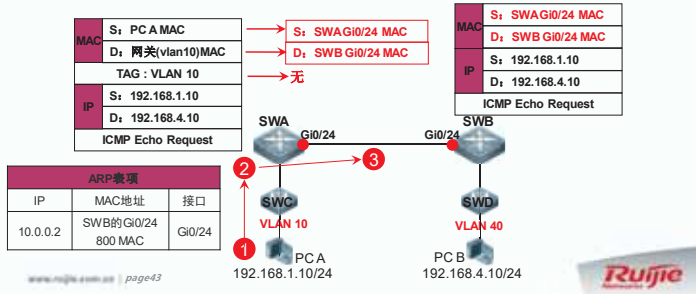 MAC
S：PC A MAC
D：网关(vlan10)MAC
TAG : VLAN 10
IP
S：192.168.1.10
D：192.168.4.10
ICMP Echo Request
S：SWAGi0/24 MAC
D：SWB Gi0/24 MAC
无
MAC
S：SWAGi0/24 MAC
D：SWB Gi0/24 MAC
IP
S：192.168.1.10
D：192.168.4.10
ICMP Echo Request
SWA
Gi0/24
Gi0/24
SWB
2
3
ARP表项
IP
MAC地址
接口
10.0.0.2
SWB的Gi0/24
800 MAC
Gi0/24
SWC
VLAN 10
SWD
VLAN 40
1
PC A
192.168.1.10/24
PC B
192.168.4.10/24
www.ruijie.com.cn | page43
Ruijie
Networks